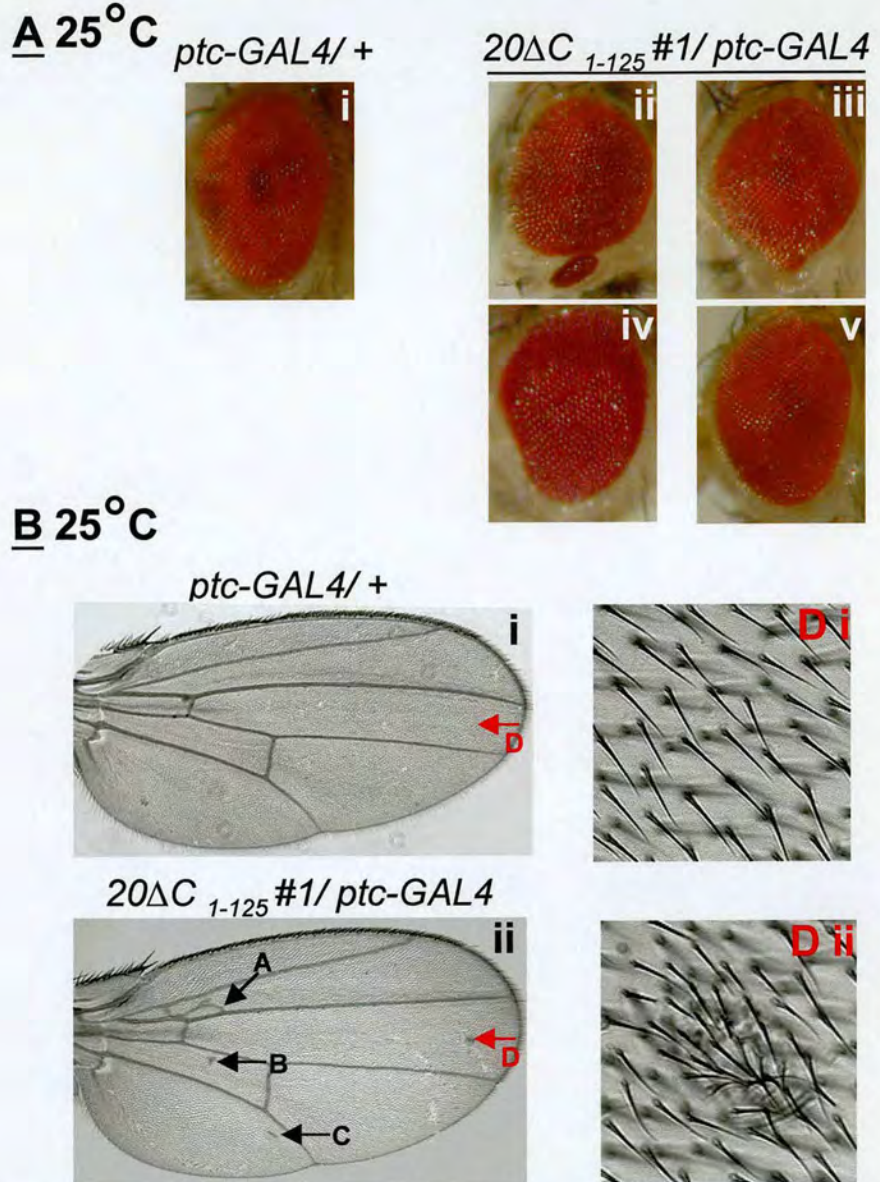 A 25°C
ptc-GAL4/ +
20ΔC 1-125 #1/ ptc-GAL4
i
ii
iii
iv
v
B 25°C
ptc-GAL4/ +
i
D
D i
20ΔC 1-125 #1/ ptc-GAL4
ii
A
B
C
D
D ii